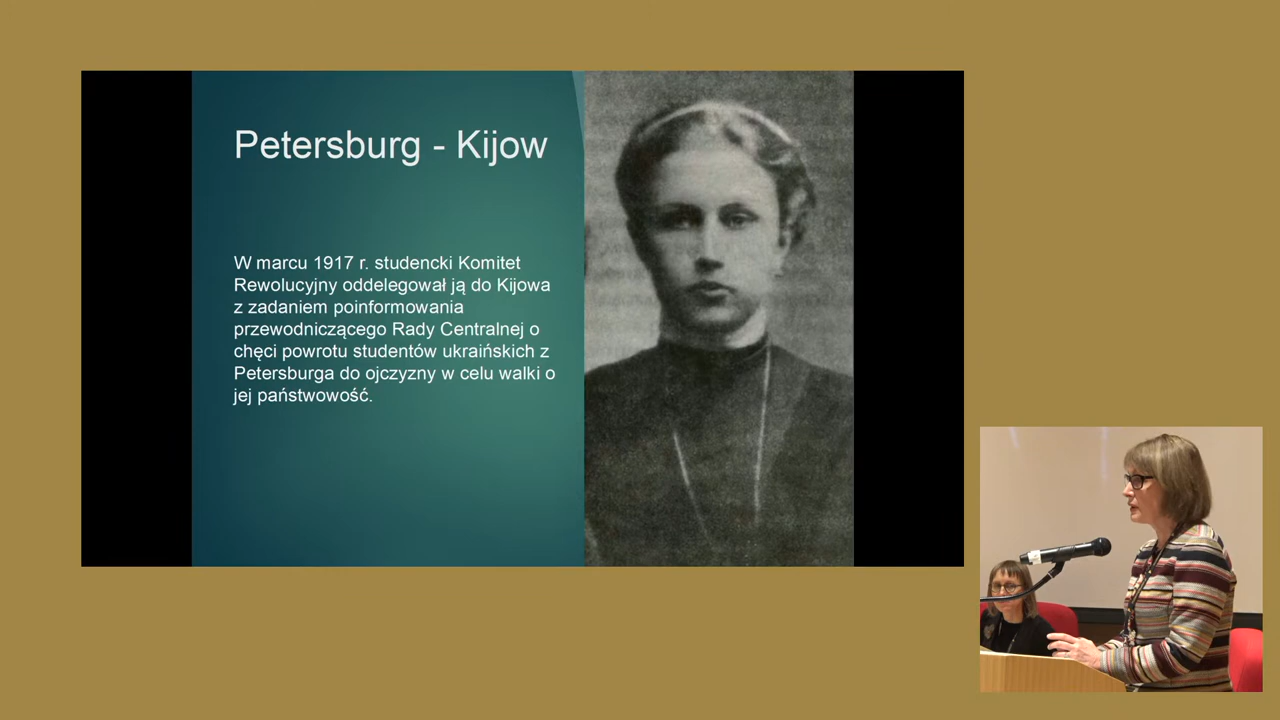 Petersburg - Kijow
W marcu 1917 r. studencki Komitet
Rewolucyjny oddelegował ją do Kijowa
z zadaniem poinformowania
przewodniczącego Rady Centralnej o
chęci powrotu studentów ukraińskich z
Petersburga do ojczyzny w celu walki o
jej państwowość.